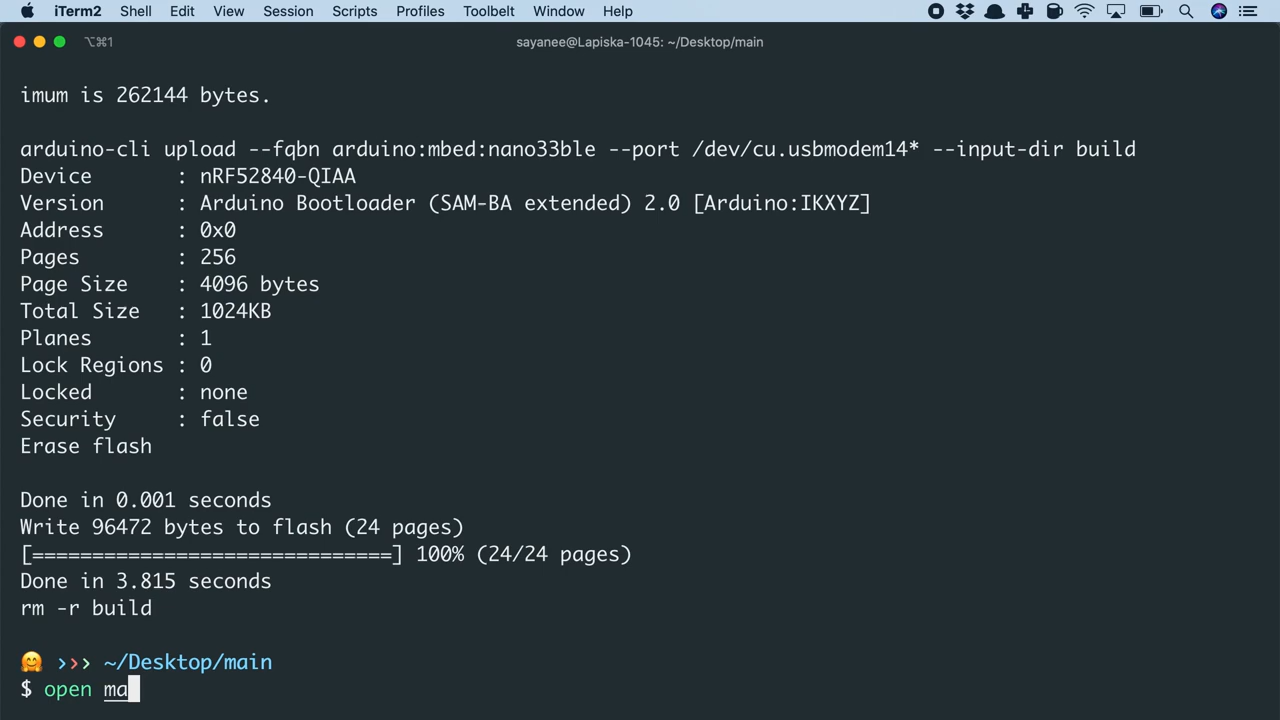 iTerm2 Shell Edit View Session Scripts Profiles Toolbelt Window Help
⌥⌘1 sayanee@Lapiska-1045: ~/Desktop/main
imum is 262144 bytes.
arduino-cli upload --fqbn arduino:mbed:nano33ble --port /dev/cu.usbmodem14* --input-dir build
Device : nRF52840-QIAA
Version : Arduino Bootloader (SAM-BA extended) 2.0 [Arduino:IKXYZ]
Address : 0x0
Pages : 256
Page Size : 4096 bytes
Total Size : 1024KB
Planes : 1
Lock Regions : 0
Locked : none
Security : false
Erase flash
Done in 0.001 seconds
Write 96472 bytes to flash (24 pages)
[==============================] 100% (24/24 pages)
Done in 3.815 seconds
rm -r build
🤗 ››› ~/Desktop/main
$ open ma